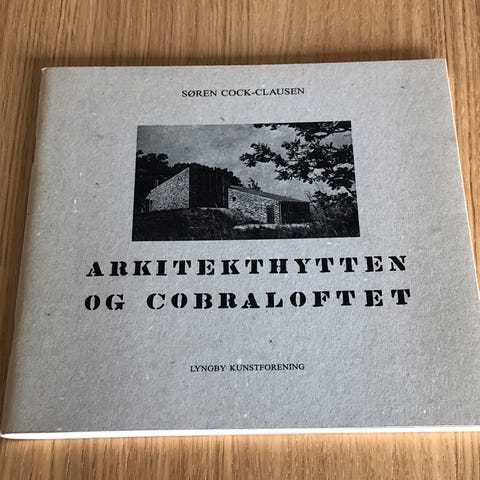 SØREN COCK-CLAUSEN
ARKITEKTHYTTEN
OG COBRALOFTET
LYNGBY KUNSTFORENING